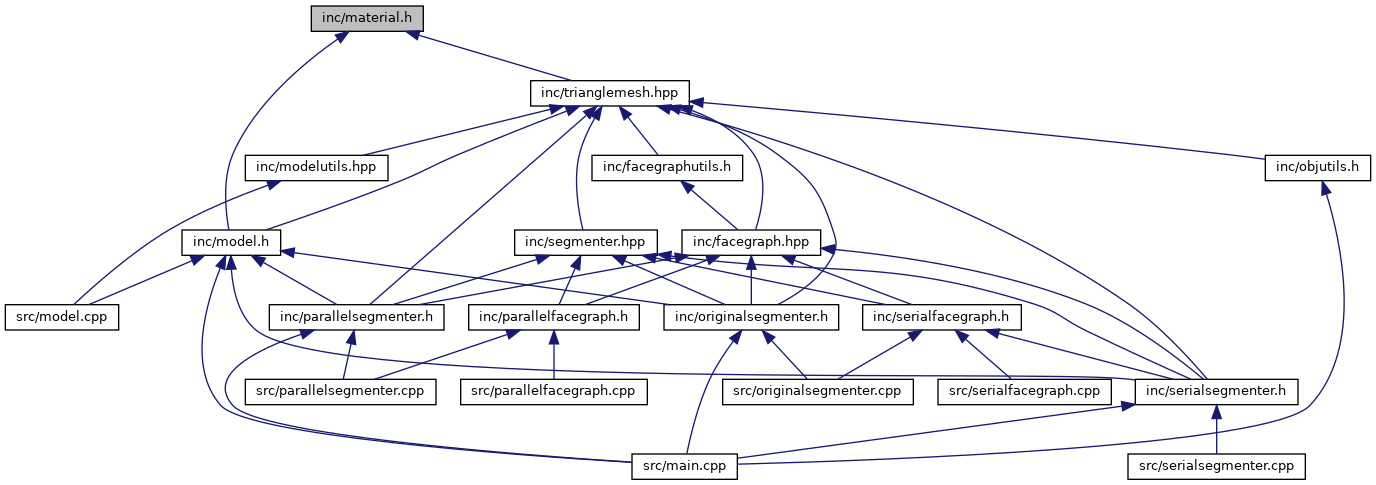 inc/material.h
inc/trianglemesh.hpp
inc/modelutils.hpp
inc/facegraphutils.h
inc/objutils.h
inc/model.h
inc/segmenter.hpp
inc/facegraph.hpp
src/model.cpp
inc/parallelsegmenter.h
inc/parallelfacegraph.h
inc/originalsegmenter.h
inc/serialfacegraph.h
src/parallelsegmenter.cpp
src/parallelfacegraph.cpp
src/originalsegmenter.cpp
src/serialfacegraph.cpp
inc/serialsegmenter.h
src/main.cpp
src/serialsegmenter.cpp